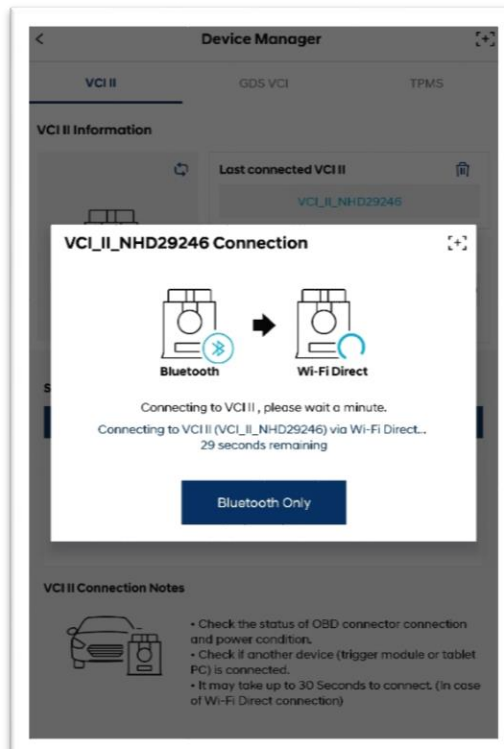 Device Manager
VCI II
GDS VCI
TPMS
VCI II Information
Last connected VCI II
VCI_II_NHD29246
VCI_II_NHD29246 Connection
Bluetooth
Wi-Fi Direct
Connecting to VCI II , please wait a minute.
Connecting to VCI II (VCI_II_NHD29246) via Wi-Fi Direct...
29 seconds remaining
Bluetooth Only
VCI II Connection Notes
• Check the status of OBD connector connection
and power condition,
• Check if another device (trigger module or tablet
PC) is connected.
• It may take up to 30 Seconds to connect. (In case
of Wi-Fi Direct connection)